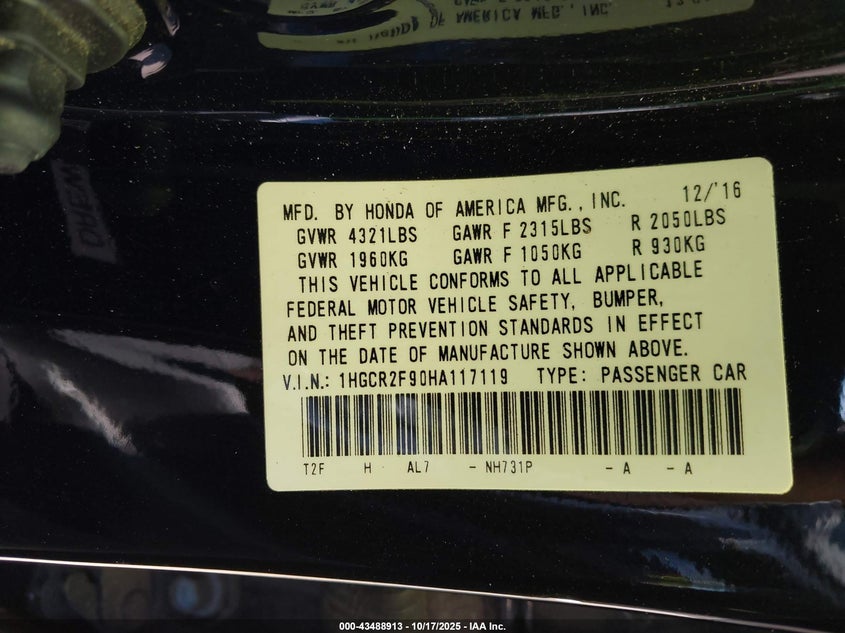 MFD. BY HONDA OF AMERICA MFG., INC. 12/'16
GVWR 4321LBS GAWR F 2315LBS R 2050LBS
GVWR 1960KG GAWR F 1050KG R 930KG
THIS VEHICLE CONFORMS TO ALL APPLICABLE
FEDERAL MOTOR VEHICLE SAFETY, BUMPER,
AND THEFT PREVENTION STANDARDS IN EFFECT
ON THE DATE OF MANUFACTURE SHOWN ABOVE.
V.I.N.: 1HGCR2F90HA117119 TYPE: PASSENGER CAR
T2F H AL7 - NH731P - A - A
000-43488913 - 10/17/2025 - IAA Inc.